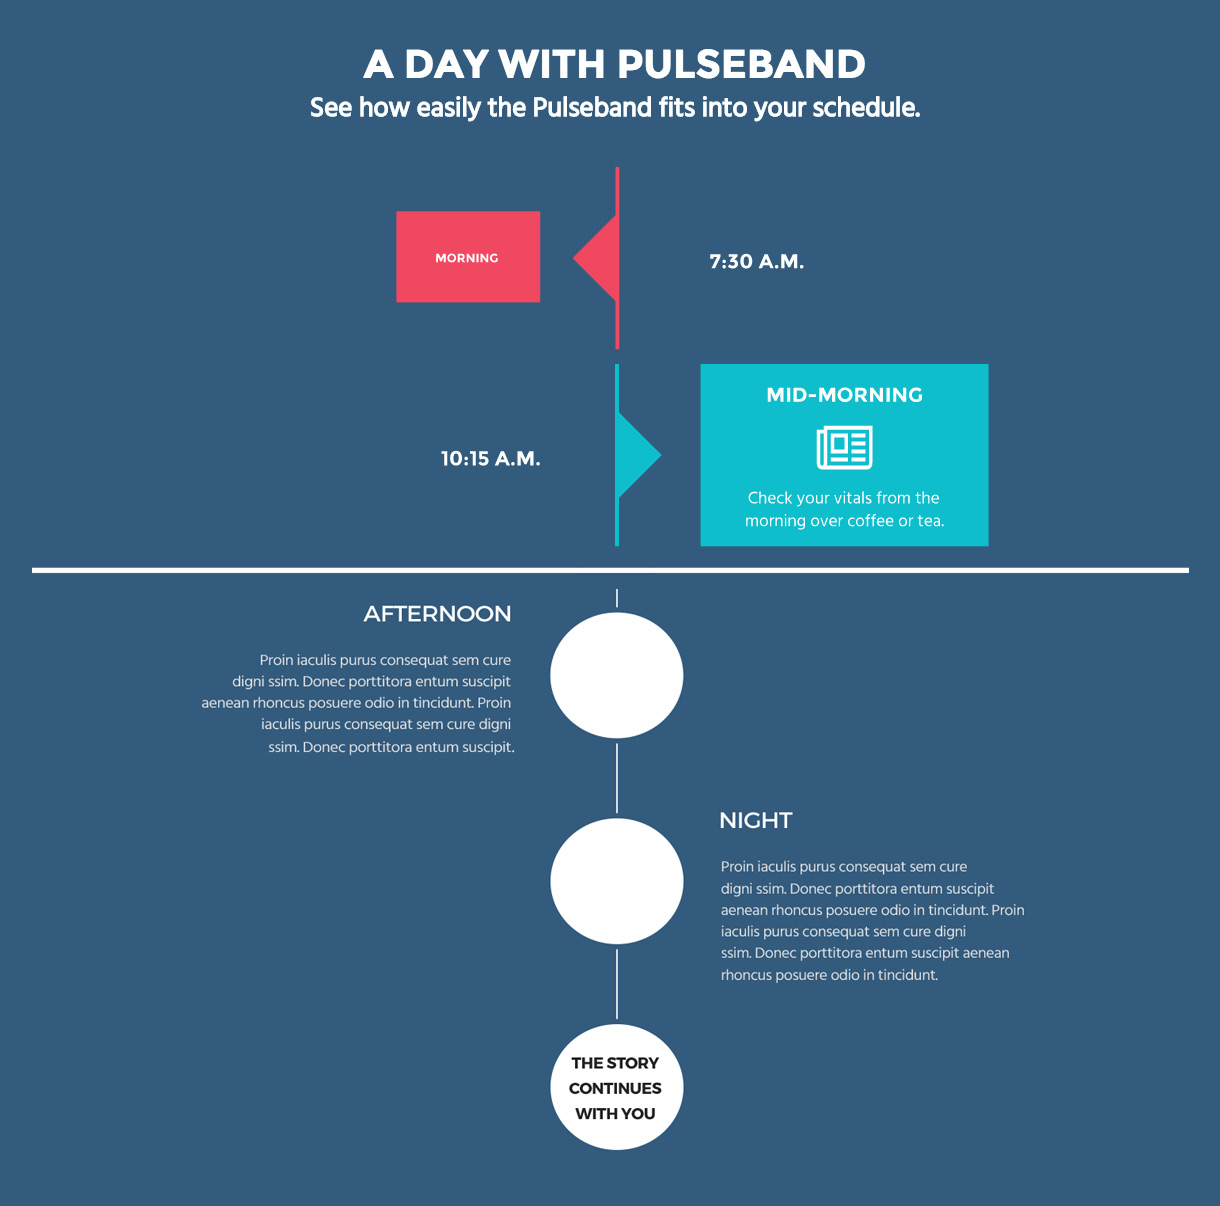 A DAY WITH PULSEBAND
See how easily the Pulseband fits into your schedule.
MORNING
7:30 A.M.
10:15 A.M.
MID-MORNING
Check your vitals from the
morning over coffee or tea.
AFTERNOON
Proin iaculis purus consequat sem cure
digni ssim. Donec porttitora entum suscipit
aenean rhoncus posuere odio in tincidunt. Proin
iaculis purus consequat sem cure digni
ssim. Donec porttitora entum suscipit.
NIGHT
Proin iaculis purus consequat sem cure
digni ssim. Donec porttitora entum suscipit
aenean rhoncus posuere odio in tincidunt. Proin
iaculis purus consequat sem cure digni
ssim. Donec porttitora entum suscipit aenean
rhoncus posuere odio in tincidunt.
THE STORY
CONTINUES
WITH YOU